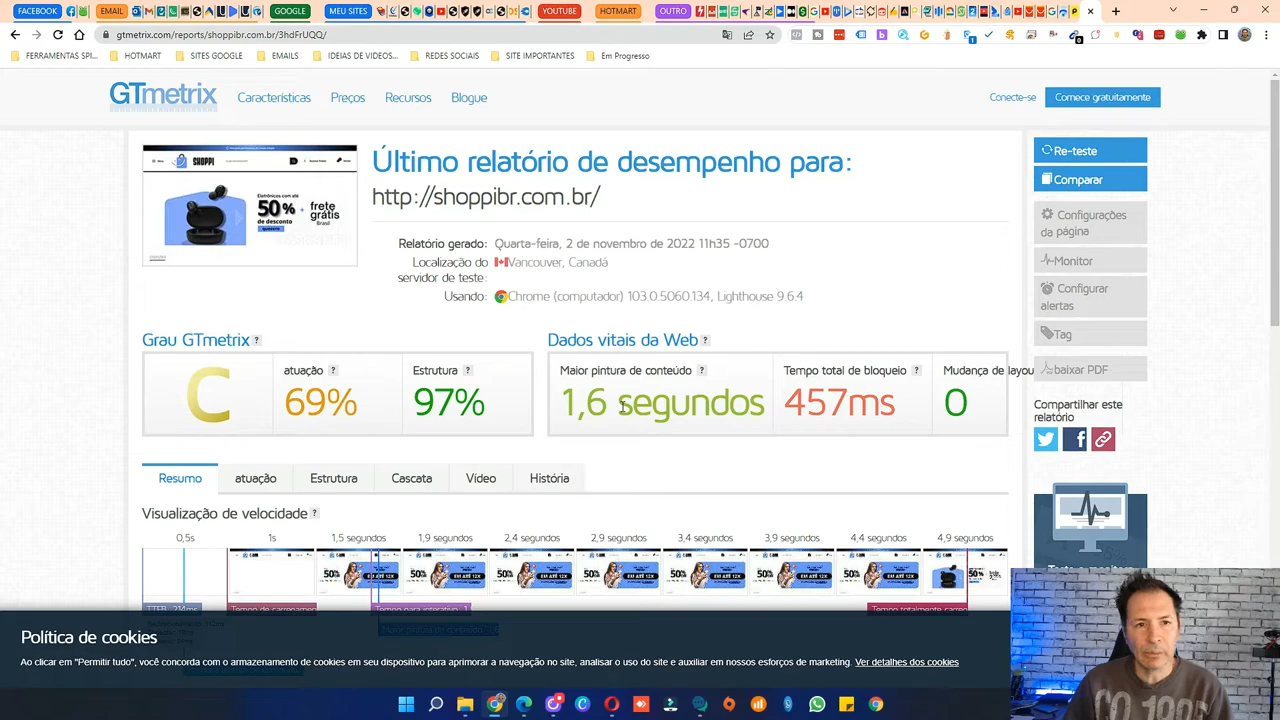 FACEBOOK
EMAIL
GOOGLE
MEU SITES
YOUTUBE
HOTMART
OUTRO
gtmetrix.com/reports/shoppibr.com.br/3hdFrUQQ/
FERRAMENTAS SPI...
HOTMART
SITES GOOGLE
EMAILS
IDEIAS DE VIDEOS...
REDES SOCIAIS
SITE IMPORTANTES
Em Progresso
GTmetrix
Características
Preços
Recursos
Blogue
Conecte-se
Comece gratuitamente
SHOPPI
Eletrônicos com até
50%
de desconto
+ frete
grátis
Brasil
Último relatório de desempenho para:
http://shoppibr.com.br/
Relatório gerado: Quarta-feira, 2 de novembro de 2022 11h35 -0700
Localização do servidor de teste: Vancouver, Canadá
Usando: Chrome (computador) 103.0.5060.134, Lighthouse 9.6.4
Re-teste
Comparar
Configurações
da página
Monitor
Configurar
alertas
Tag
baixar PDF
Compartilhar este
relatório
Grau GTmetrix ?
C
atuação ?
69%
Estrutura ?
97%
Dados vitais da Web ?
Maior pintura de conteúdo ?
1,6 segundos
Tempo total de bloqueio ?
457ms
Mudança de layou
0
Resumo
atuação
Estrutura
Cascata
Vídeo
História
Visualização de velocidade ?
0,5s
1s
1,5 segundos
1,9 segundos
2,4 segundos
2,9 segundos
3,4 segundos
3,9 segundos
4,4 segundos
4,9 segundos
Política de cookies
Ao clicar em "Permitir tudo", você concorda com o armazenamento de cookies em seu dispositivo para aprimorar a navegação no site, analisar o uso do site e auxiliar em nossos esforços de marketing. Ver detalhes dos cookies